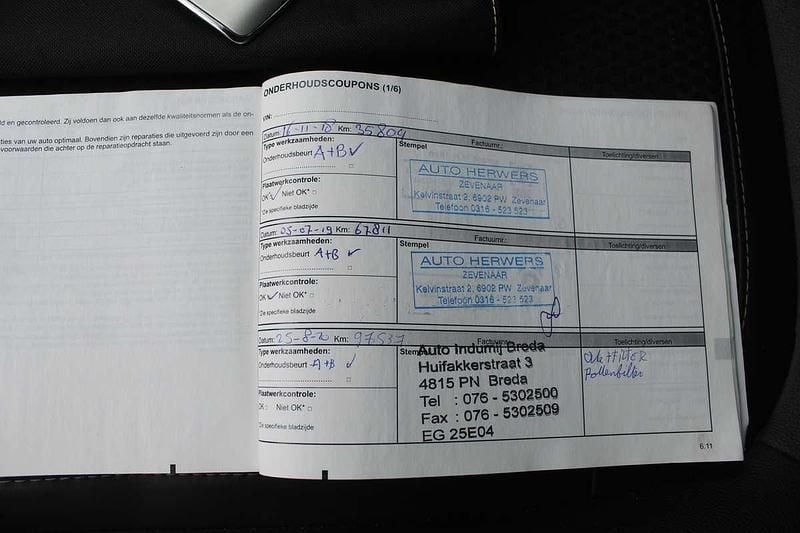 ld en gecontroleerd. Zij voldoen dan ook aan dezelfde kwaliteitsnormen als de on-
ties van uw auto optimaal. Bovendien zijn reparaties die uitgevoerd zijn door een
voorwaarden die achter op de reparatieopdracht staan.
ONDERHOUDSCOUPONS (1/6)
VIN:
Datum: 16-11-18 Km: 35809
Type werkzaamheden:
Onderhoudsbeurt A+B ✓
Plaatwerkcontrole:
OK ✓ Niet OK* □
*De specifieke bladzijde
Stempel Factuurnr.:
AUTO HERWERS
ZEVENAAR
Kelvinstraat 2, 6902 PW Zevenaar
Telefoon 0316 - 523 523
Toelichting/diversen
Datum: 05-07-19 Km: 67811
Type werkzaamheden:
Onderhoudsbeurt A+B ✓
Plaatwerkcontrole:
OK ✓ Niet OK* □
*De specifieke bladzijde
Stempel Factuurnr.:
AUTO HERWERS
ZEVENAAR
Kelvinstraat 2, 6902 PW Zevenaar
Telefoon 0316 - 523 523
Toelichting/diversen
Datum: 25-8-20 Km: 97537
Type werkzaamheden:
Onderhoudsbeurt A+B ✓
Plaatwerkcontrole:
OK □ Niet OK* □
*De specifieke bladzijde
Stempel Factuurnr.:
Auto Indumij Breda
Huifakkerstraat 3
4815 PN Breda
Tel : 076 - 5302500
Fax : 076 - 5302509
EG 25E04
Toelichting/diversen
Pollenfilter
6.11